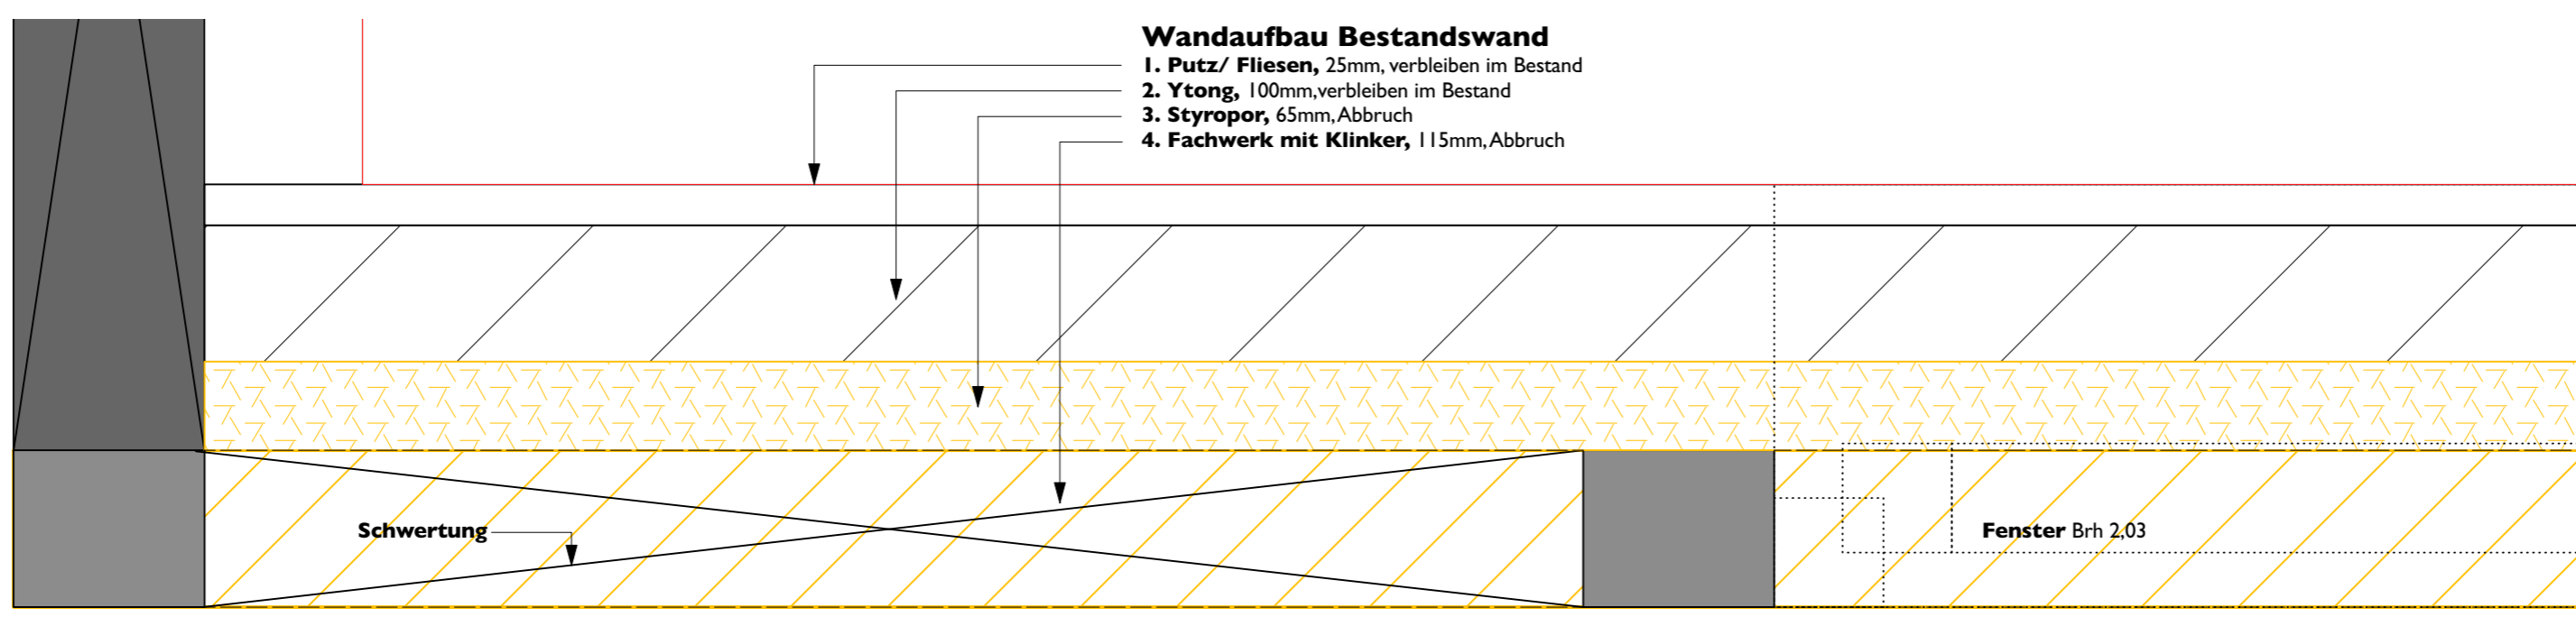 Wandaufbau Bestandswand
1. Putz/ Fliesen, 25mm, verbleiben im Bestand
2. Ytong, 100mm,verbleiben im Bestand
3. Styropor, 65mm, Abbruch
4. Fachwerk mit Klinker, 115mm, Abbruch
Schwertung
Fenster Brh 2,03